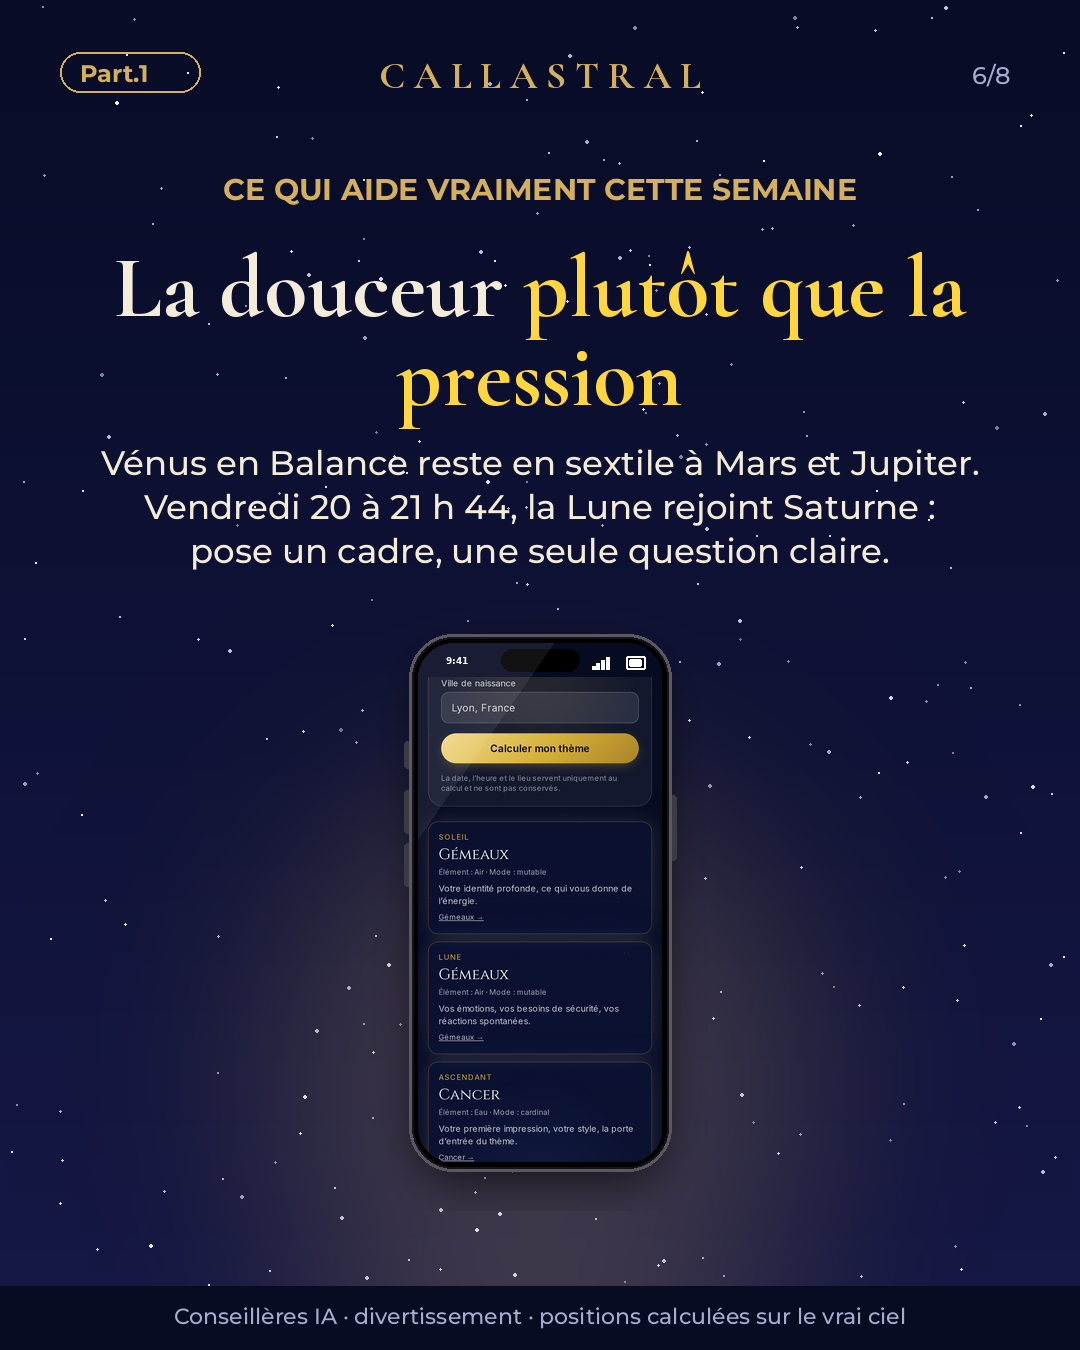 Part.1
CALLASTRAL
6/8
CE QUI AIDE VRAIMENT CETTE SEMAINE
La douceur plutôt que la
pression
Vénus en Balance reste en sextile à Mars et Jupiter.
Vendredi 20 à 21 h 44, la Lune rejoint Saturne :
pose un cadre, une seule question claire.
9:41
Ville de naissance
Lyon, France
Calculer mon thème
La date, l'heure et le lieu servent uniquement au
calcul et ne sont pas conservés.
SOLEIL
GÉMEAUX
Élément : Air · Mode : mutable
Votre identité profonde, ce qui vous donne de
l'énergie.
Gémeaux →
LUNE
GÉMEAUX
Élément : Air · Mode : mutable
Vos émotions, vos besoins de sécurité, vos
réactions spontanées.
Gémeaux →
ASCENDANT
CANCER
Élément : Eau · Mode : cardinal
Votre première impression, votre style, la porte
d'entrée du thème.
Cancer →
Conseillères IA · divertissement · positions calculées sur le vrai ciel